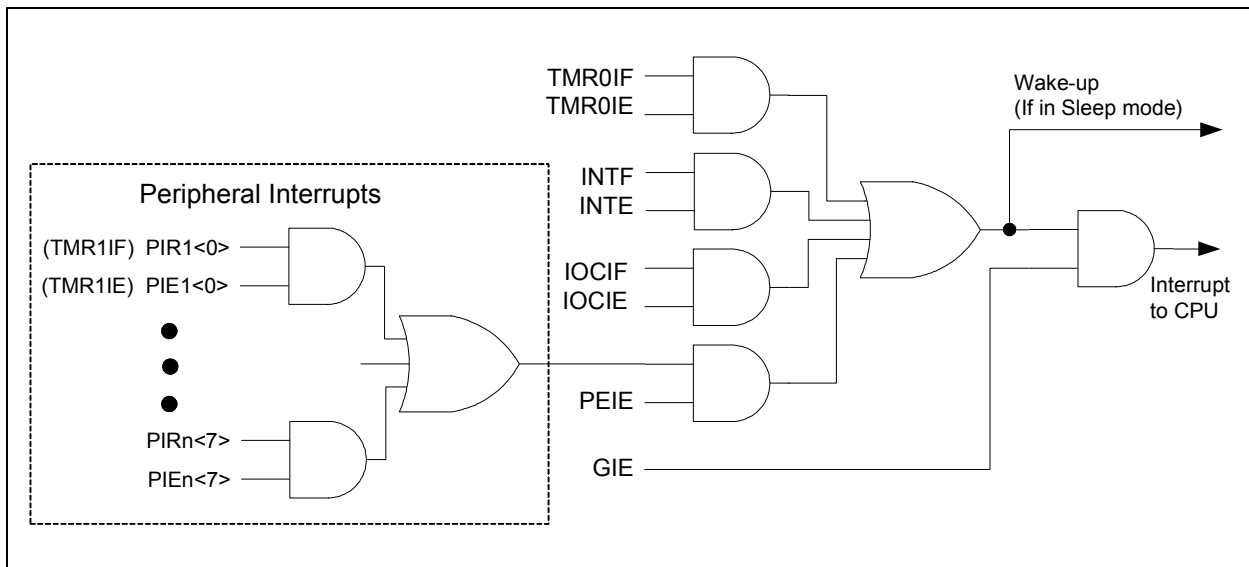 TMR0IF
TMR0IE
Wake-up
(If in Sleep mode)
INTF
INTE
Peripheral Interrupts
(TMR1IF) PIR1<0>
(TMR1IE) PIE1<0>
IOCIF
IOCIE
Interrupt
to CPU
PEIE
PIRn<7>
PIEn<7>
GIE